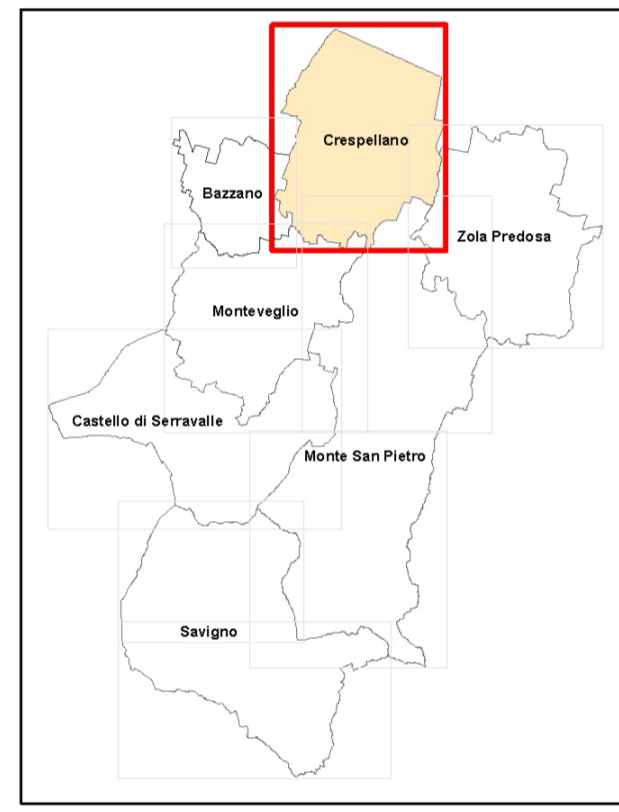 Crespellano
Bazzano
Zola Predosa
Monteveglio
Castello di Serravalle
Monte San Pietro
Savigno